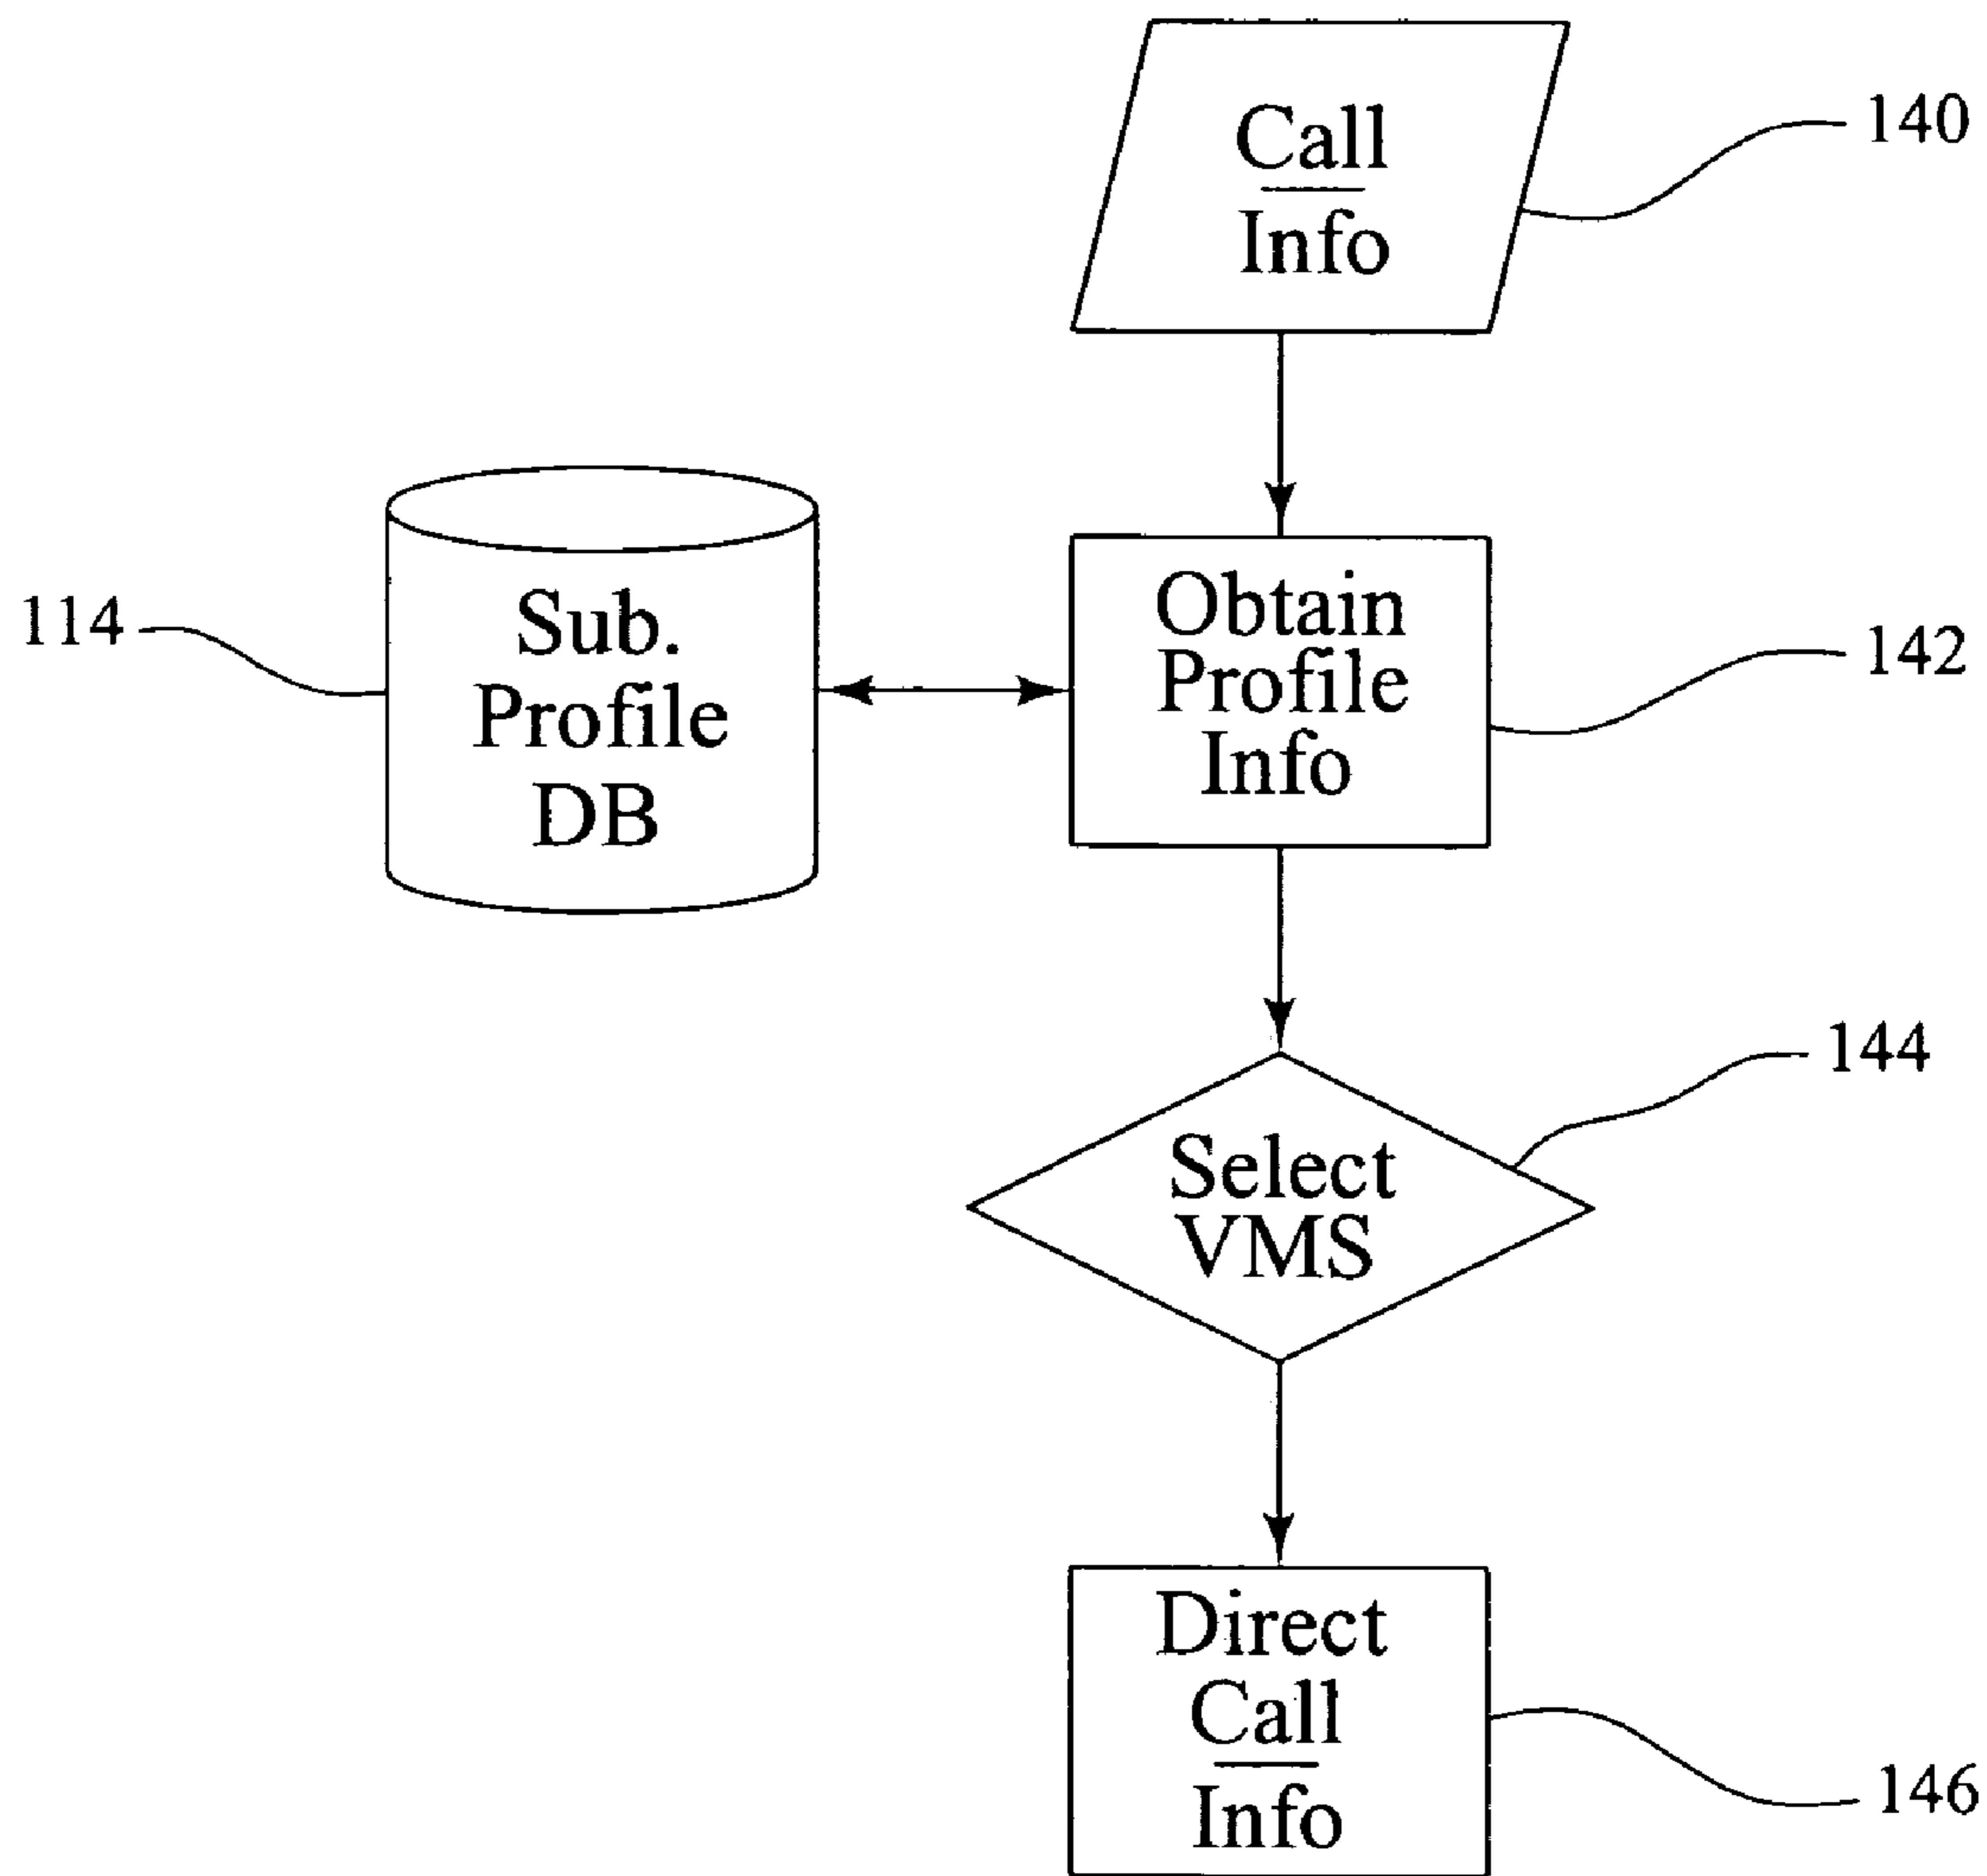 Call
Info
140
Sub.
Profile
DB
114
Obtain
Profile
Info
142
Select
VMS
144
Direct
Call
Info
146